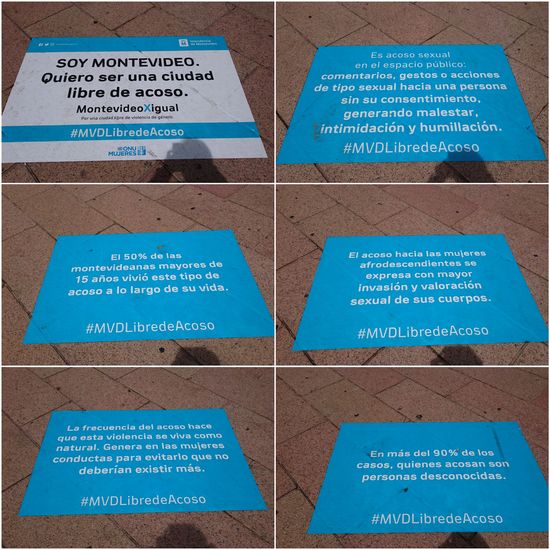 Intendencia
de Montevideo
SOY MONTEVIDEO.
Quiero ser una ciudad
libre de acoso.
MontevideoXigual
Por una ciudad libre de violencia de género.
#MVDLibredeAcoso
ONU
MUJERES
Es acoso sexual
en el espacio público:
comentarios, gestos o acciones
de tipo sexual hacia una persona
sin su consentimiento,
generando malestar,
intimidación y humillación.
#MVDLibredeAcoso
El 50% de las
montevideanas mayores de
15 años vivió este tipo de
acoso a lo largo de su vida.
#MVDLibredeAcoso
El acoso hacia las mujeres
afrodescendientes se
expresa con mayor
invasión y valoración
sexual de sus cuerpos.
#MVDLibredeAcoso
La frecuencia del acoso hace
que esta violencia se viva como
natural. Genera en las mujeres
conductas para evitarlo que no
deberían existir más.
#MVDLibredeAcoso
En más del 90% de los
casos, quienes acosan son
personas desconocidas.
#MVDLibredeAcoso